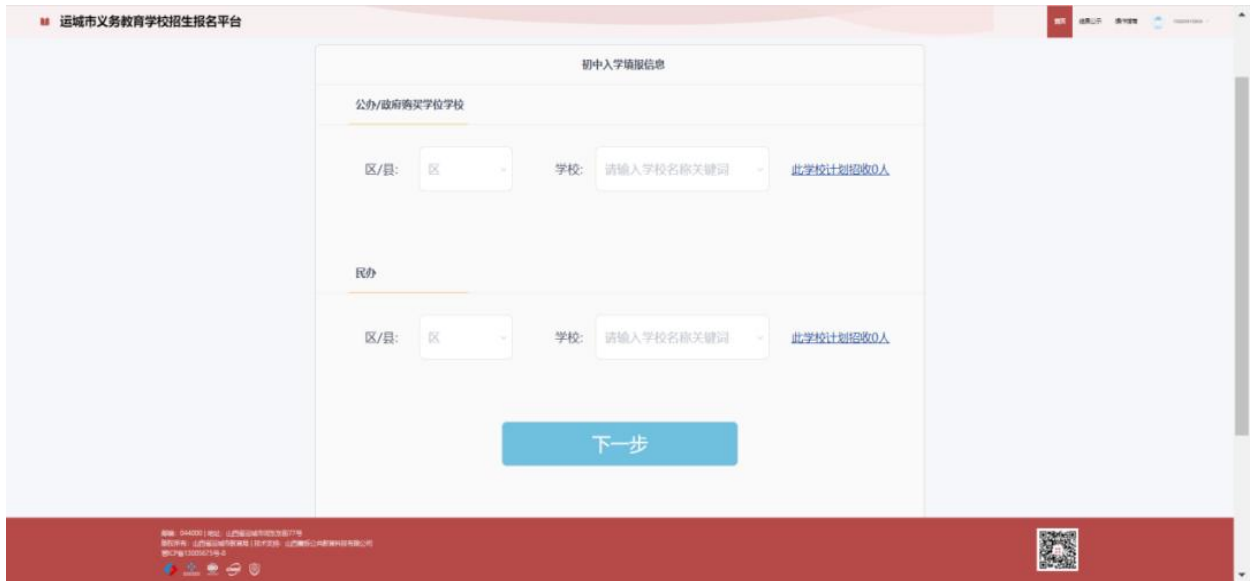 运城市义务教育学校招生报名平台
首页
初中入学填报信息
公办/政府购买学位学校
区/县: 区 学校: 请输入学校名称关键词 此学校计划招收0人
民办
区/县: 区 学校: 请输入学校名称关键词 此学校计划招收0人
下一步